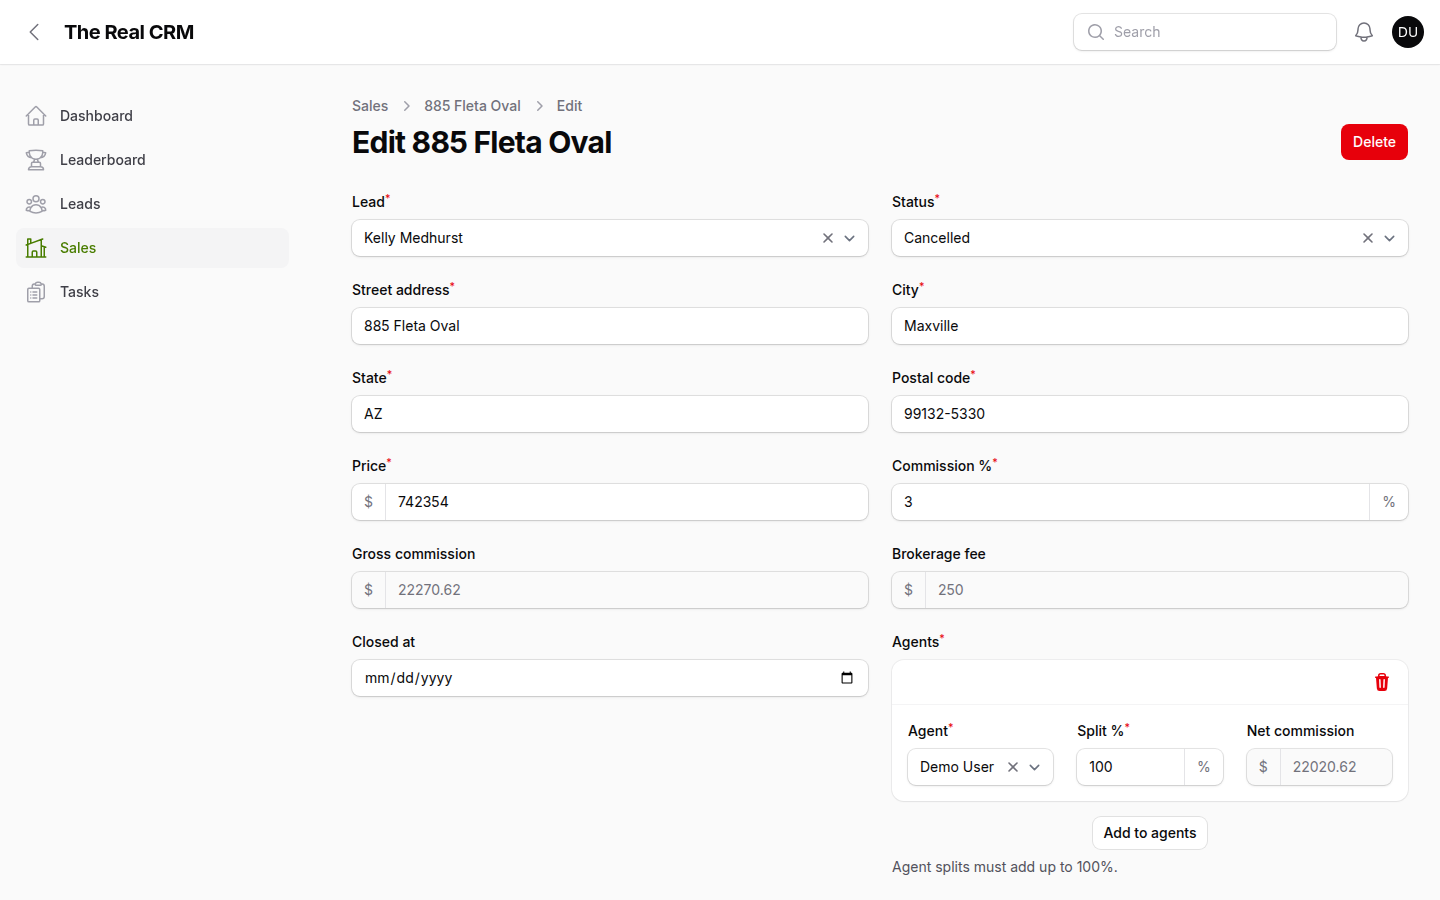 The Real CRM
Search
DU
Dashboard
Leaderboard
Leads
Sales
Tasks
Sales > 885 Fleta Oval > Edit
Edit 885 Fleta Oval
Delete
Lead*
Kelly Medhurst
Status*
Cancelled
Street address*
885 Fleta Oval
City*
Maxville
State*
AZ
Postal code*
99132-5330
Price*
$ 742354
Commission %*
3 %
Gross commission
$ 22270.62
Brokerage fee
$ 250
Closed at
mm/dd/yyyy
Agents*
Agent*
Demo User
Split %*
100 %
Net commission
$ 22020.62
Add to agents
Agent splits must add up to 100%.